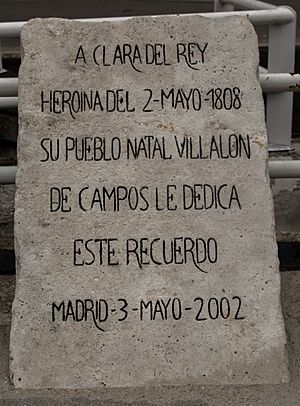 A CLARA DEL REY
HEROINA DEL 2-MAYO-1808
SU PUEBLO NATAL VILLALON
DE CAMPOS LE DEDICA
ESTE RECUERDO
MADRID-3-MAYO-2002